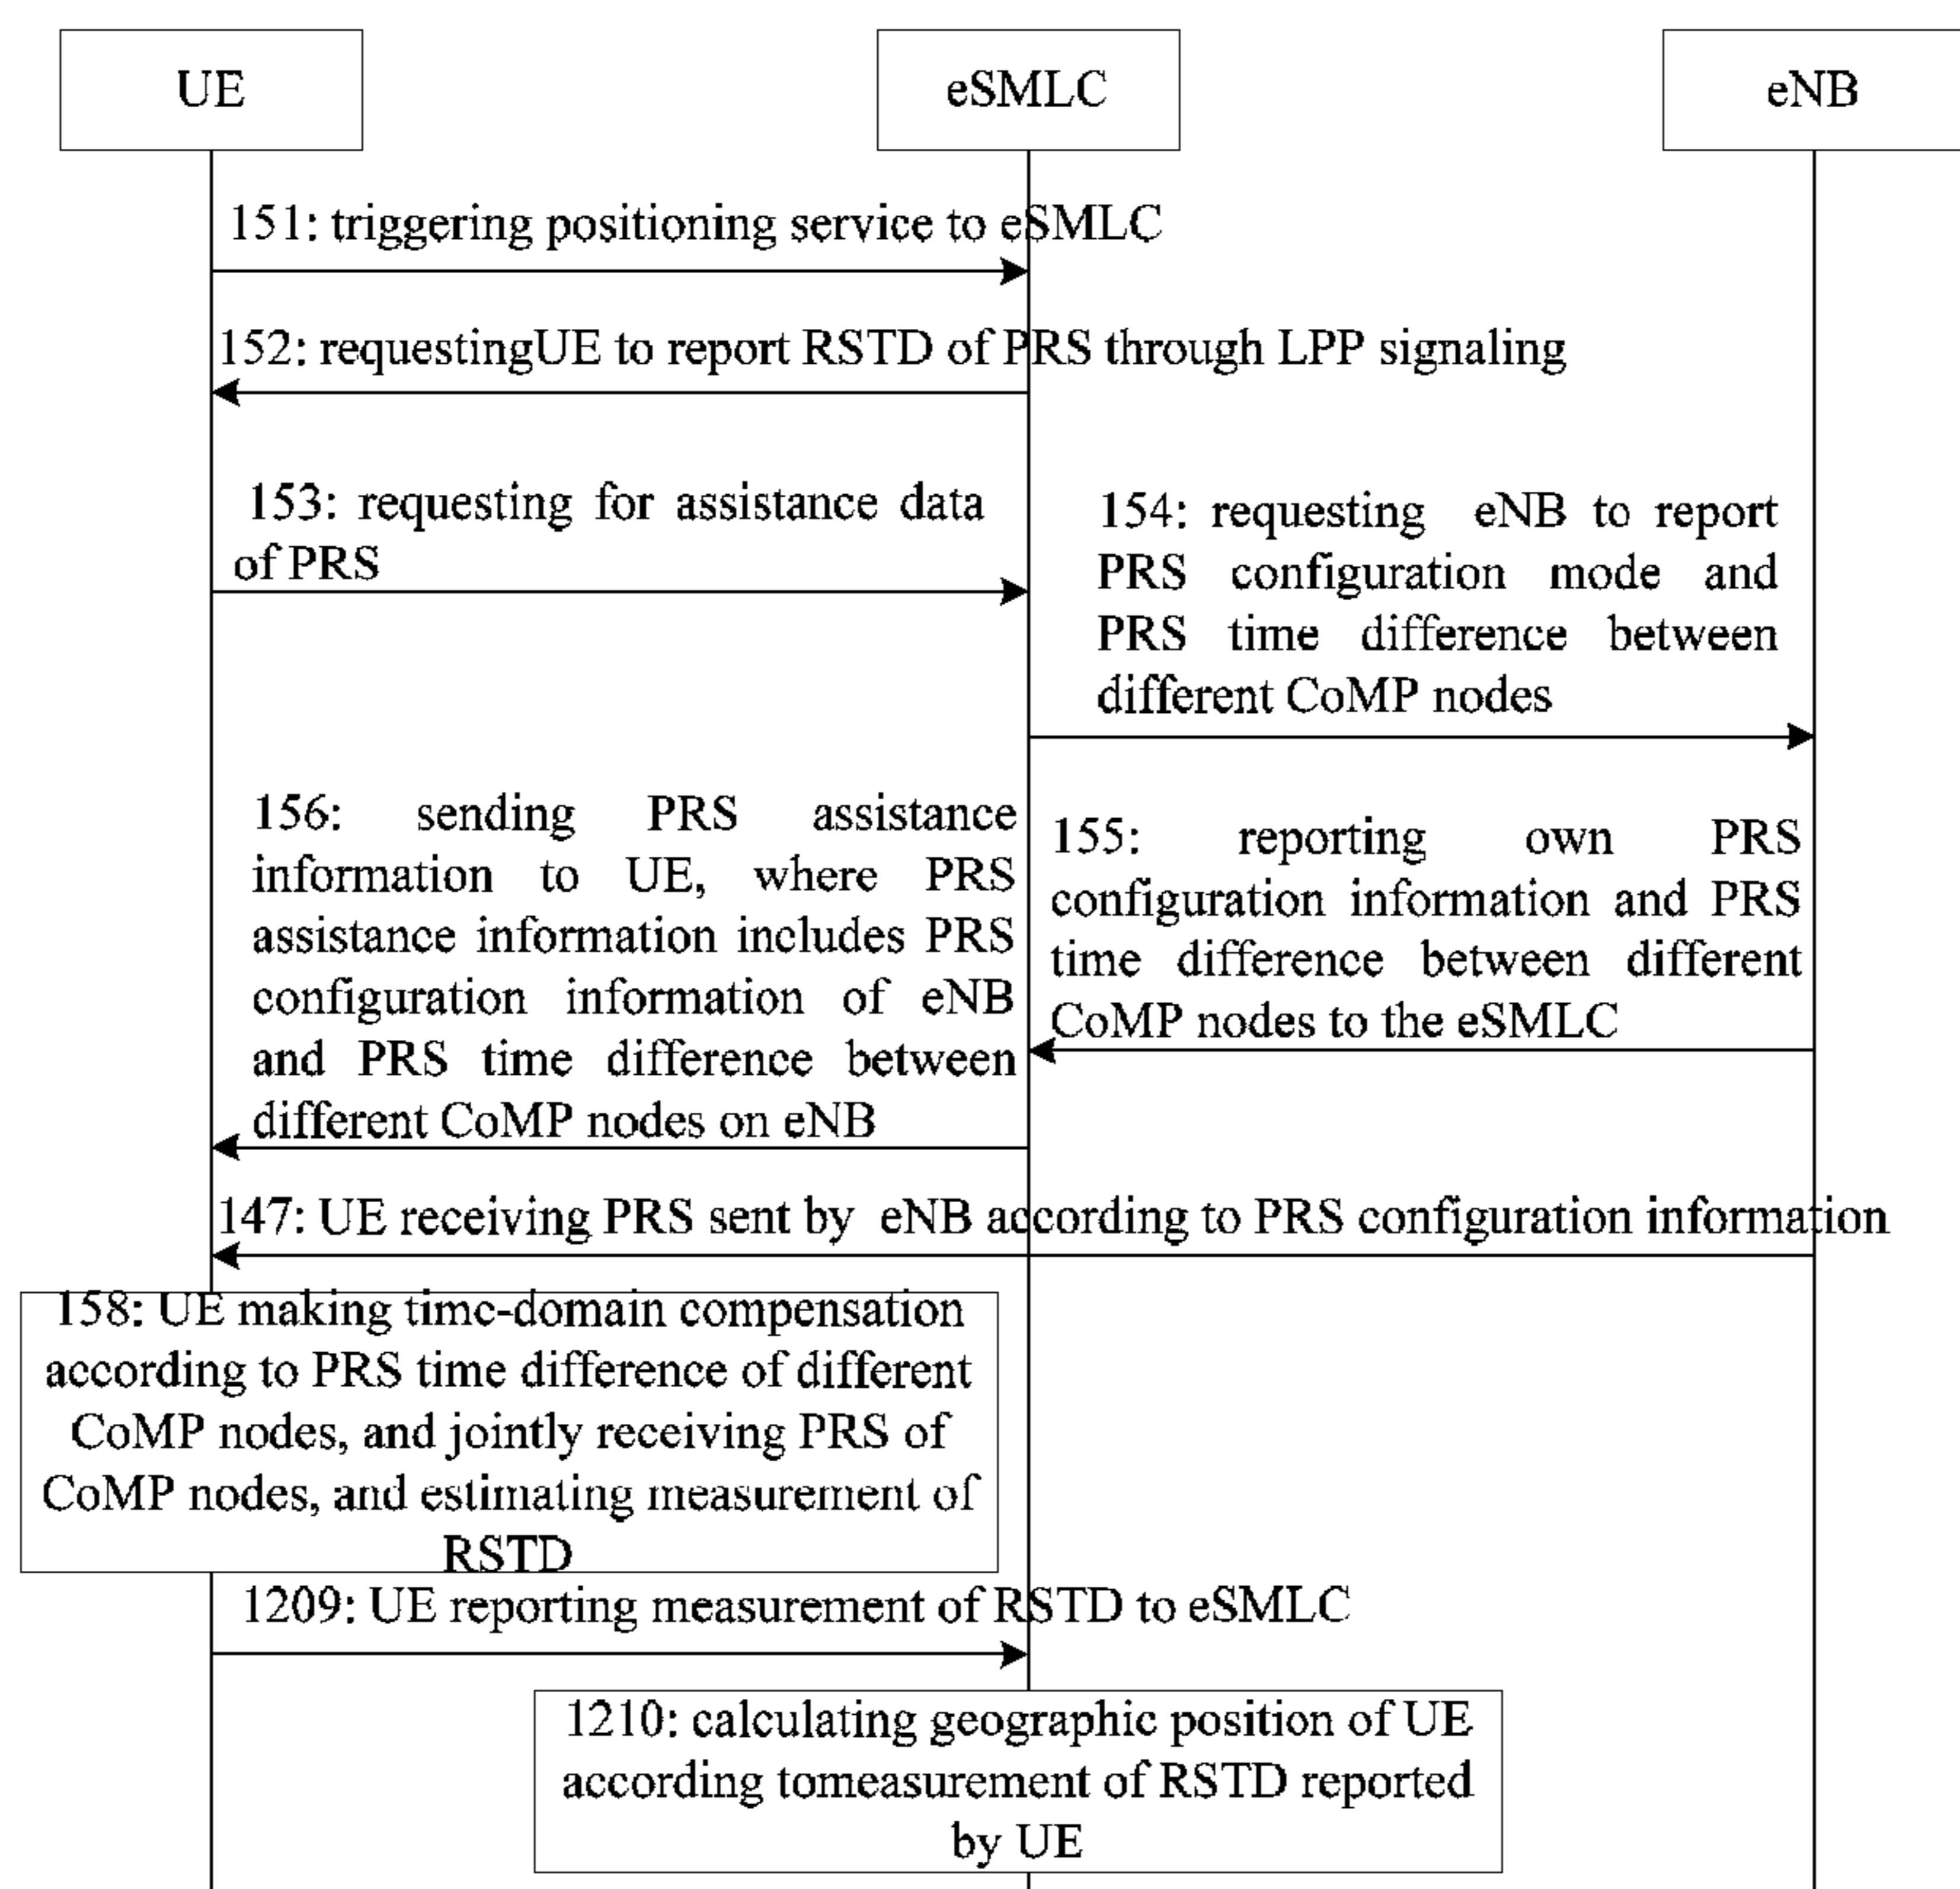 UE
eSMLC
eNB
151: triggering positioning service to eSMLC
152: requestingUE to report RSTD of PRS through LPP signaling
153: requesting for assistance data
of PRS
154: requesting eNB to report
PRS configuration mode and
PRS time difference between
different CoMP nodes
156: sending PRS assistance
information to UE, where PRS
assistance information includes PRS
configuration information of eNB
and PRS time difference between
different CoMP nodes on eNB
155: reporting own PRS
configuration information and PRS
time difference between different
CoMP nodes to the eSMLC
147: UE receiving PRS sent by eNB according to PRS configuration information
158: UE making time-domain compensation
according to PRS time difference of different
CoMP nodes, and jointly receiving PRS of
CoMP nodes, and estimating measurement of
RSTD
1209: UE reporting measurement of RSTD to eSMLC
1210: calculating geographic position of UE
according tomeasurement of RSTD reported
by UE